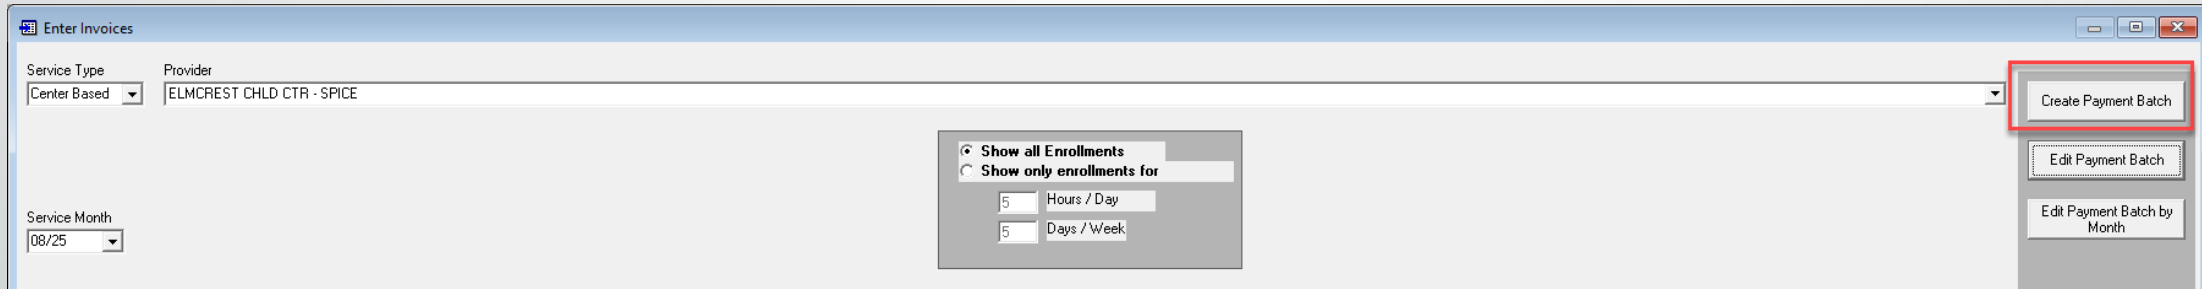 Enter Invoices
Service Type
Provider
Center Based
ELMCREST CHLD CTR - SPICE
Create Payment Batch
Show all Enrollments
Show only enrollments for
5 Hours / Day
5 Days / Week
Edit Payment Batch
Service Month
08/25
Edit Payment Batch by
Month